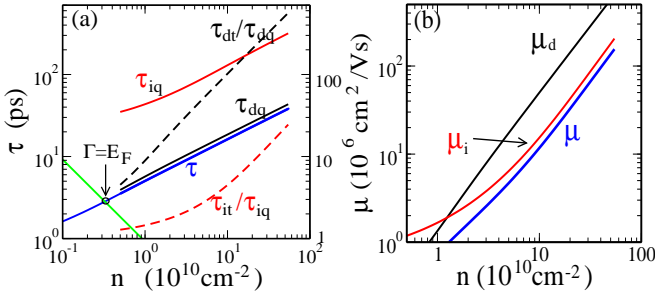 (a)
τ_dt/τ_dq
10^2
τ_iq
100
τ (ps)
τ_dq
Γ=E_F
10^1
τ
10
τ_it/τ_iq
10^0
1
10^-1
10^0
10^1
10^2
n (10^10 cm^-2)
(b)
μ_d
10^2
μ (10^6 cm^2/Vs)
μ_i
μ
10^1
10^0
1
10
100
n (10^10 cm^-2)